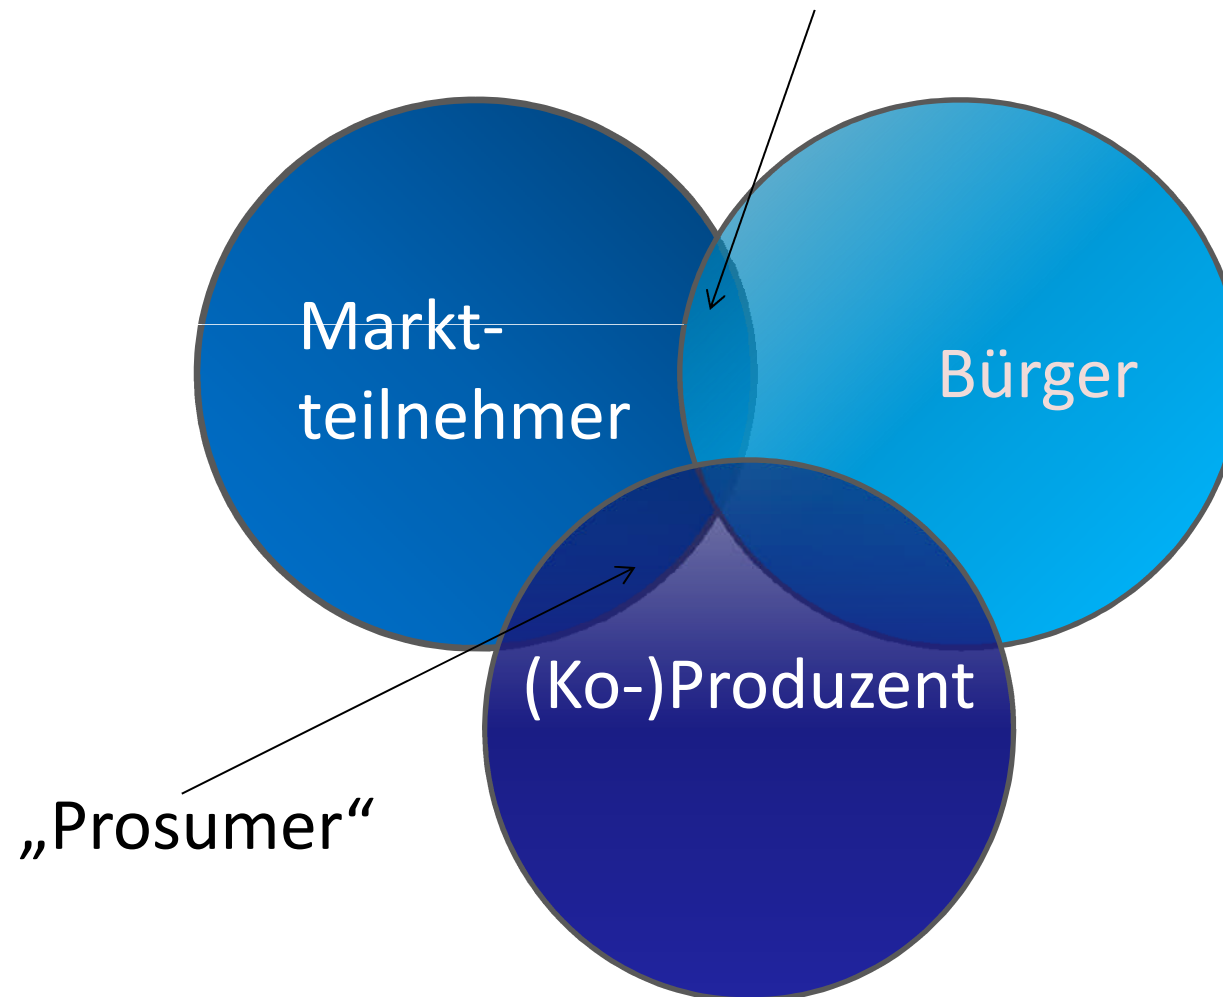 Markt-
teilnehmer
Bürger
(Ko-)Produzent
„Prosumer“